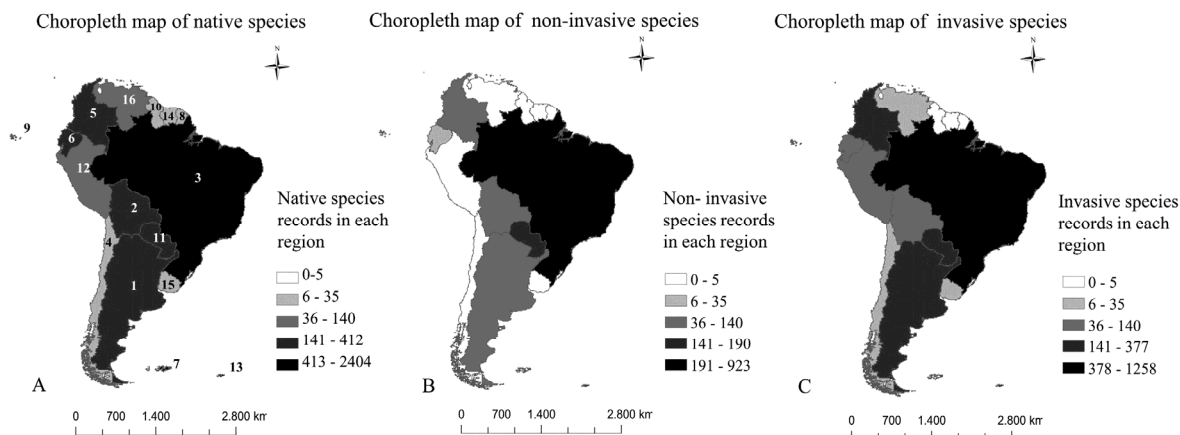 Choropleth map of native species
N
9
5
16
10
14
8
6
12
3
2
4
11
1
15
7
13
Native species
records in each
region
0-5
6 - 35
36 - 140
141 - 412
413 - 2404
A
0 700 1.400 2.800 km
Choropleth map of non-invasive species
N
Non- invasive
species records
in each region
0 - 5
6 - 35
36 - 140
141 - 190
191 - 923
B
0 700 1.400 2.800 km
Choropleth map of invasive species
N
Invasive species
records in each
region
0 - 5
6 - 35
36 - 140
141 - 377
378 - 1258
C
0 700 1.400 2.800 km